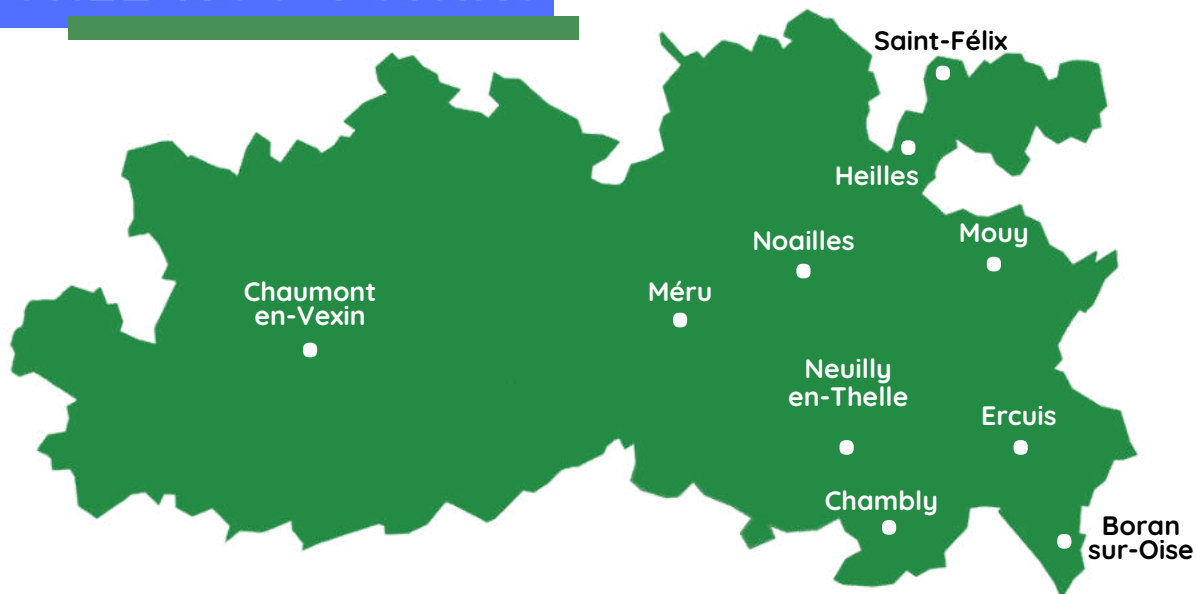 Saint-Félix
Heilles
Mouy
Noailles
Chaumont
en-Vexin
Méru
Neuilly
en-Thelle
Ercuis
Chambly
Boran
sur-Oise